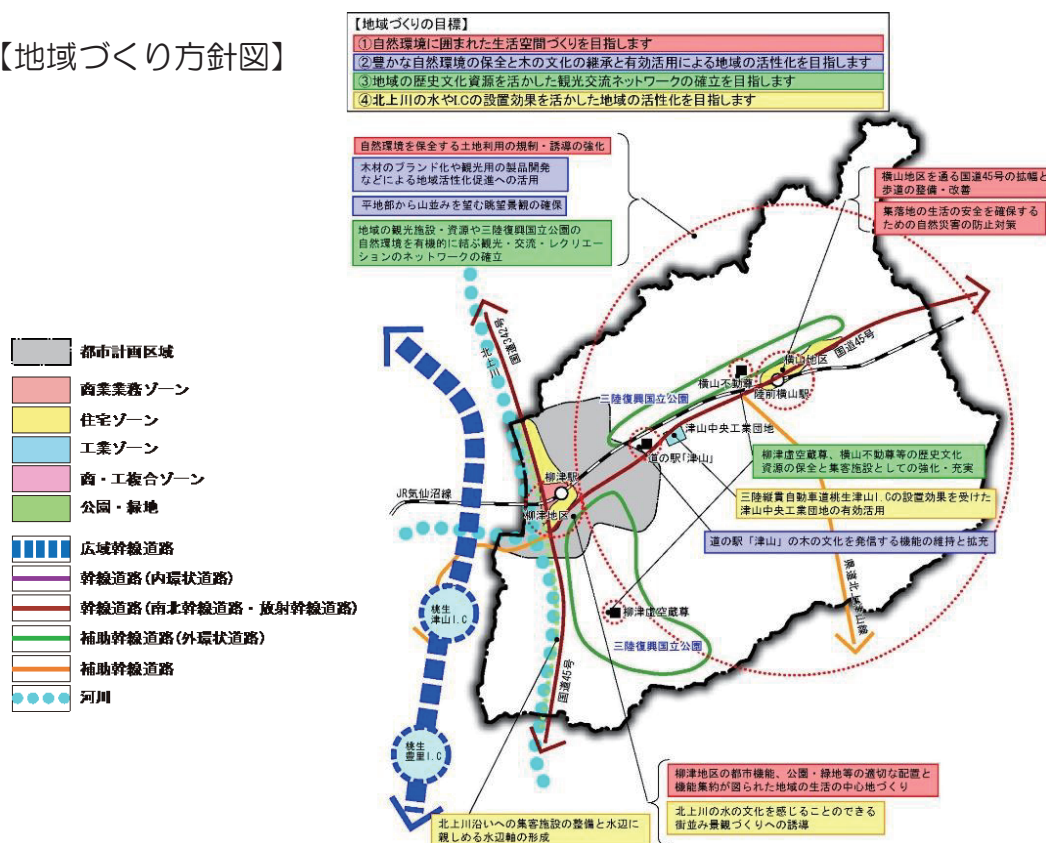 【地域づくり方針図】
【地域づくりの目標】
①自然環境に囲まれた生活空間づくりを目指します
②豊かな自然環境の保全と木の文化の継承と有効活用による地域の活性化を目指します
③地域の歴史文化資源を活かした観光交流ネットワークの確立を目指します
④北上川の水やI.Cの設置効果を活かした地域の活性化を目指します
自然環境を保全する土地利用の規制・誘導の強化
木材のブランド化や観光用の製品開発
などによる地域活性化促進への活用
平地部から山並みを望む眺望景観の確保
地域の観光施設・資源や三陸復興国立公園の
自然環境を有機的に結ぶ観光・交流・レクリエー
ションのネットワークの確立
横山地区を通る国道45号の拡幅と
歩道の整備・改善
集落地の生活の安全を確保する
ための自然災害の防止対策
都市計画区域
商業業務ゾーン
住宅ゾーン
工業ゾーン
商・工複合ゾーン
公園・緑地
広域幹線道路
幹線道路(内環状道路)
幹線道路(南北幹線道路・放射幹線道路)
補助幹線道路(外環状道路)
補助幹線道路
河川
国道342号
北上川
国道45号
横山地区
横山不動尊
陸前横山駅
三陸復興国立公園
津山中央工業団地
道の駅「津山」
柳津駅
JR気仙沼線
柳津地区
柳津虚空蔵尊、横山不動尊等の歴史文化
資源の保全と集客施設としての強化・充実
三陸縦貫自動車道桃生津山I.Cの設置効果を受けた
津山中央工業団地の有効活用
道の駅「津山」の木の文化を発信する機能の維持と拡充
県道北上津山線
桃生
津山I.C
柳津虚空蔵尊
三陸復興国立公園
国道45号
桃生
豊里I.C
柳津地区の都市機能、公園・緑地等の適切な配置と
機能集約が図られた地域の生活の中心地づくり
北上川の水の文化を感じることのできる
街並み景観づくりへの誘導
北上川沿いへの集客施設の整備と水辺に
親しめる水辺軸の形成